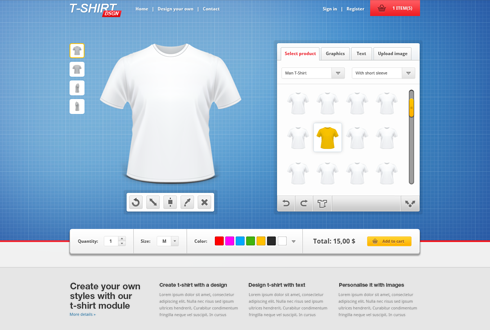 T-SHIRT
DSGN
Home | Design your own | Contact
Sign in | Register
1 ITEM(S)
Select product
Graphics
Text
Upload image
Man T-Shirt
With short sleeve
Quantity: 1
Size: M
Color:
Total: 15,00 $
Add to cart
Create your own
styles with our
t-shirt module
More details »
Create t-shirt with a design
Lorem ipsum dolor sit amet, consectetur
adipiscing elit. Nulla nec risus sed ipsum
ultrices hendrerit. Curabitur condimentum
fringilla neque vel suscipit. In cursus
Design t-shirt with text
Lorem ipsum dolor sit amet, consectetur
adipiscing elit. Nulla nec risus sed ipsum
ultrices hendrerit. Curabitur condimentum
fringilla neque vel suscipit. In cursus
Personalise it with images
Lorem ipsum dolor sit amet, consectetur
adipiscing elit. Nulla nec risus sed ipsum
ultrices hendrerit. Curabitur condimentum
fringilla neque vel suscipit. In cursus